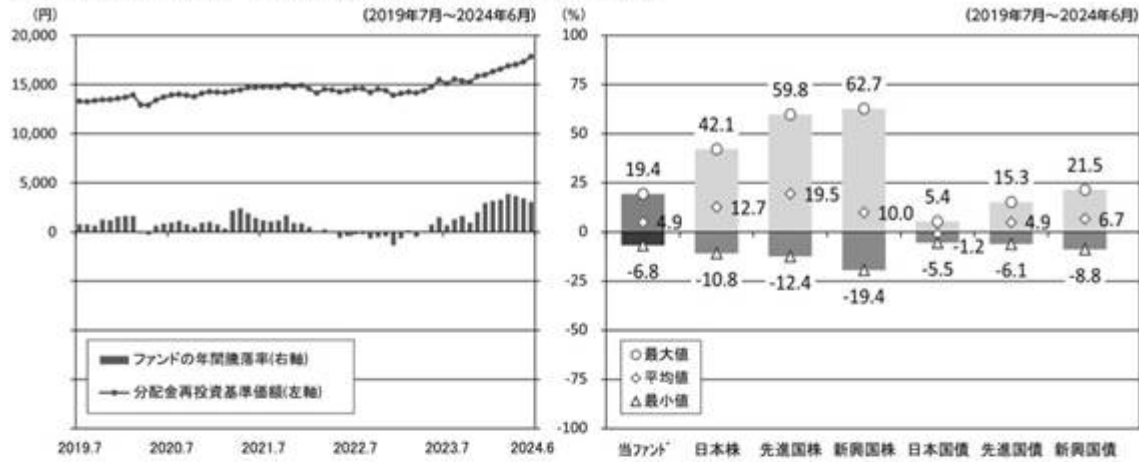 (円)
(2019年7月～2024年6月)
20,000
15,000
10,000
5,000
0
ファンドの年間騰落率(右軸)
分配金再投資基準価額(左軸)
2019.7 2020.7 2021.7 2022.7 2023.7 2024.6
(%)
(2019年7月～2024年6月)
100
75
50
25
0
-25
-50
-75
-100
19.4 42.1 59.8 62.7 5.4 15.3 21.5
4.9 12.7 19.5 10.0 -1.2 4.9 6.7
-6.8 -10.8 -12.4 -19.4 -5.5 -6.1 -8.8
最大値
平均値
最小値
当ファンド 日本株 先進国株 新興国株 日本国債 先進国債 新興国債